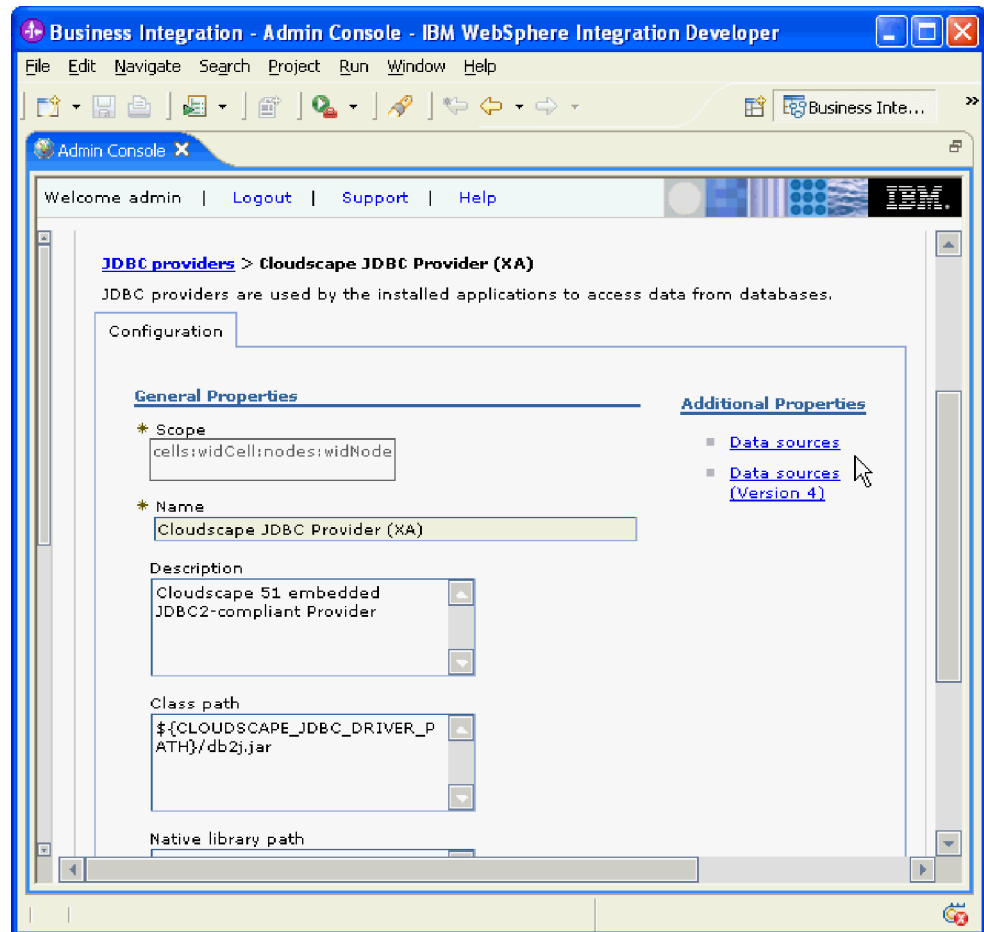 Business Integration - Admin Console - IBM WebSphere Integration Developer
File Edit Navigate Search Project Run Window Help
Business Inte...
Admin Console
Welcome admin | Logout | Support | Help
IBM.
JDBC providers > Cloudscape JDBC Provider (XA)
JDBC providers are used by the installed applications to access data from databases.
Configuration
General Properties
* Scope
cells:widCell:nodes:widNode
* Name
Cloudscape JDBC Provider (XA)
Description
Cloudscape 51 embedded
JDBC2-compliant Provider
Class path
${CLOUDSCAPE_JDBC_DRIVER_P
ATH}/db2j.jar
Native library path
Additional Properties
Data sources
Data sources
(Version 4)